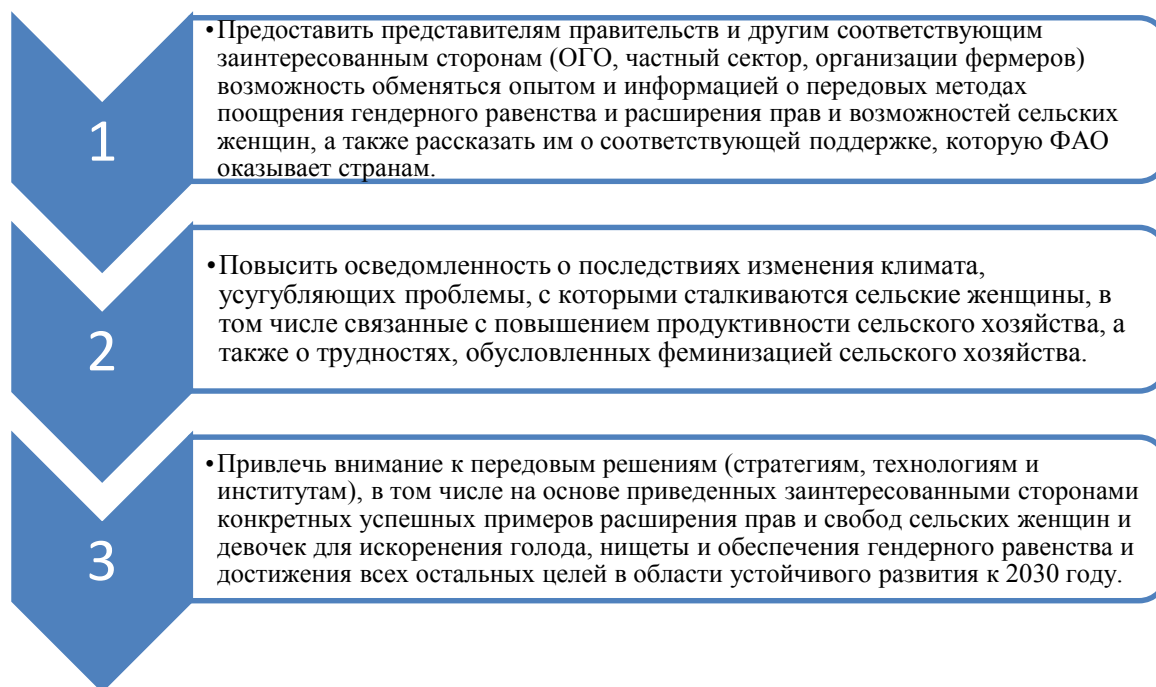 1
•Предоставить представителям правительств и другим соответствующим
заинтересованным сторонам (ОГО, частный сектор, организации фермеров)
возможность обменяться опытом и информацией о передовых методах
поощрения гендерного равенства и расширения прав и возможностей сельских
женщин, а также рассказать им о соответствующей поддержке, которую ФАО
оказывает странам.
2
•Повысить осведомленность о последствиях изменения климата,
усугубляющих проблемы, с которыми сталкиваются сельские женщины, в
том числе связанные с повышением продуктивности сельского хозяйства, а
также о трудностях, обусловленных феминизацией сельского хозяйства.
3
•Привлечь внимание к передовым решениям (стратегиям, технологиям и
институтам), в том числе на основе приведенных заинтересованными сторонами
конкретных успешных примеров расширения прав и свобод сельских женщин и
девочек для искоренения голода, нищеты и обеспечения гендерного равенства и
достижения всех остальных целей в области устойчивого развития к 2030 году.